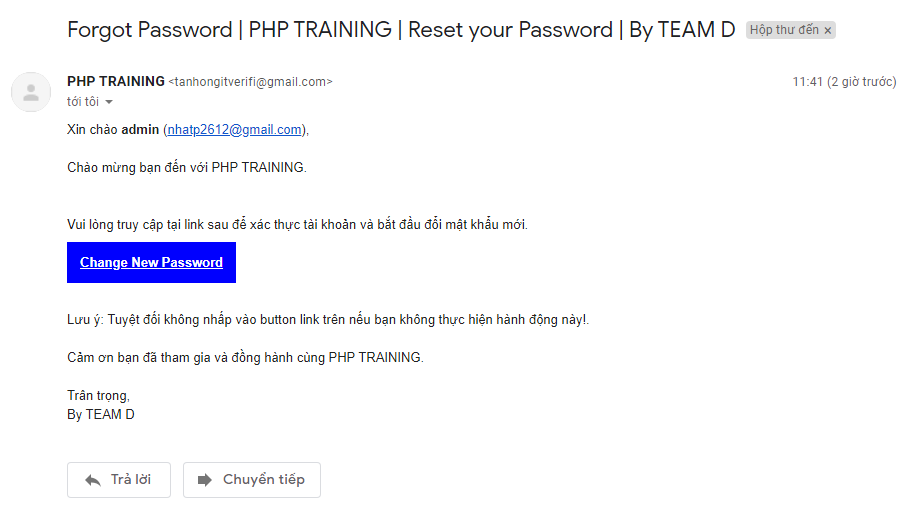 Forgot Password | PHP TRAINING | Reset your Password | By TEAM D Hộp thư đến ×
PHP TRAINING <tanhongitverifi@gmail.com> 11:41 (2 giờ trước)
tới tôi
Xin chào admin (nhatp2612@gmail.com),
Chào mừng bạn đến với PHP TRAINING.
Vui lòng truy cập tại link sau để xác thực tài khoản và bắt đầu đổi mật khẩu mới.
Change New Password
Lưu ý: Tuyệt đối không nhấp vào button link trên nếu bạn không thực hiện hành động này!.
Cảm ơn bạn đã tham gia và đồng hành cùng PHP TRAINING.
Trân trọng,
By TEAM D
Trả lời Chuyển tiếp